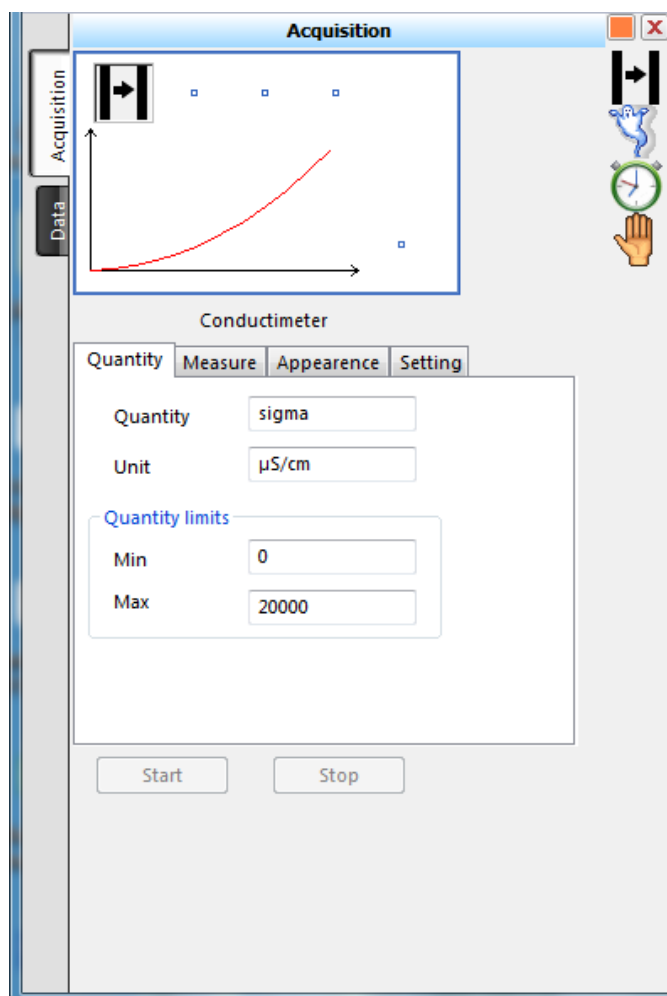 Acquisition
Acquisition
Data
Conductimeter
Quantity Measure Appearence Setting
Quantity sigma
Unit µS/cm
Quantity limits
Min 0
Max 20000
Start Stop